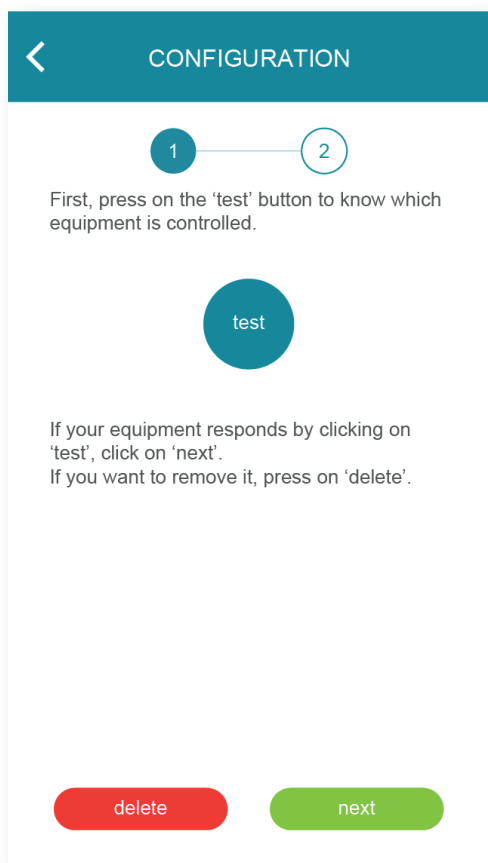 CONFIGURATION
1 2
First, press on the ‘test’ button to know which
equipment is controlled.
test
If your equipment responds by clicking on
‘test’, click on ‘next’.
If you want to remove it, press on ‘delete’.
delete next